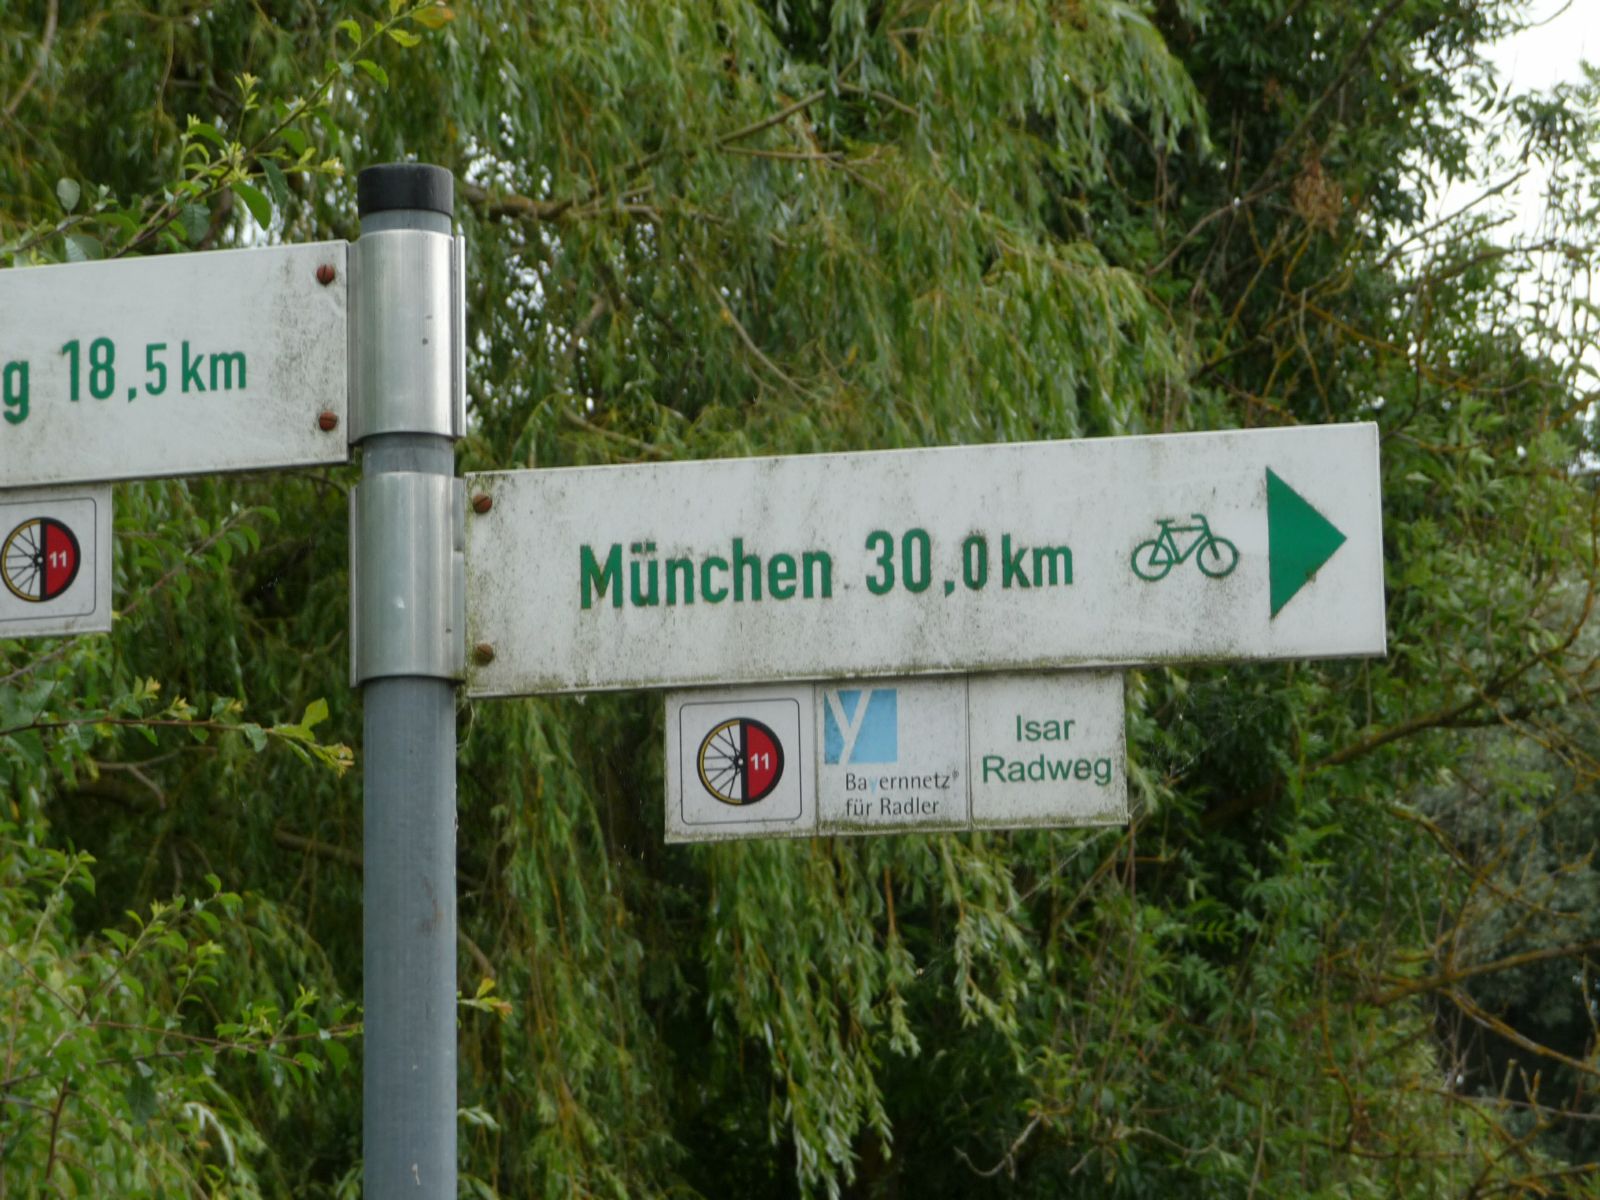 g 18,5 km
11
München 30,0 km
11
y
Bayernnetz®
für Radler
Isar
Radweg